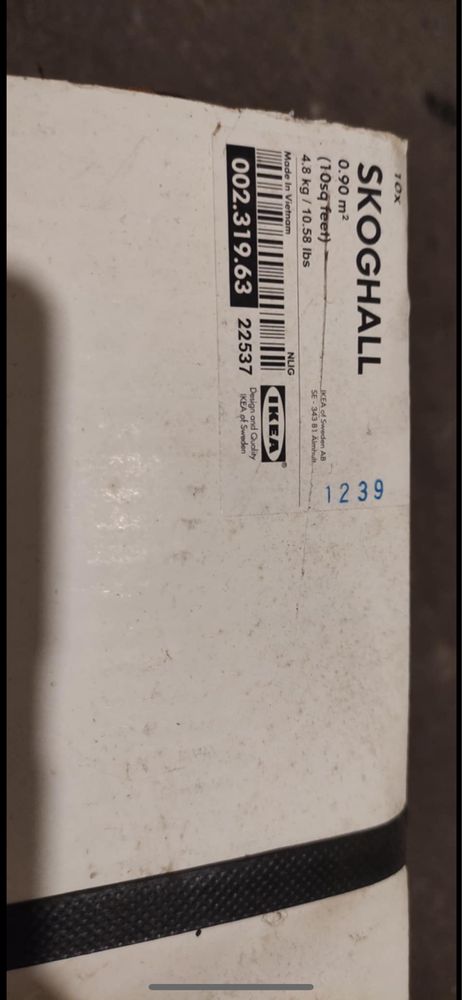 10x
SKOGHALL
0.90 m²
(10sq feet)
4.8 kg / 10.58 lbs
IKEA of Sweden AB
SE - 343 81 Älmhult
1239
Made in Vietnam
NUG
002.319.63
22537
IKEA®
Design and Quality
IKEA of Sweden